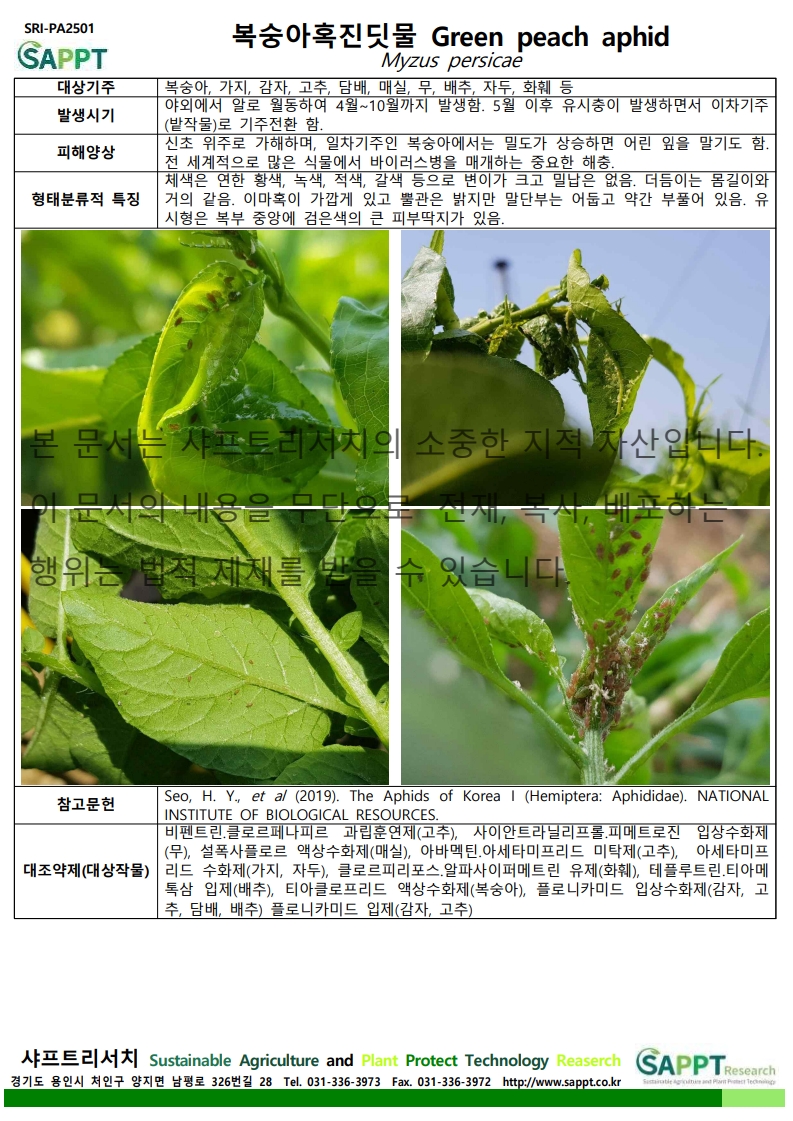 SRI-PA2501
SAPPT
복숭아혹진딧물 Green peach aphid
Myzus persicae
대상기주
복숭아, 가지, 감자, 고추, 담배, 매실, 무, 배추, 자두, 화훼 등
발생시기
야외에서 알로 월동하여 4월~10월까지 발생함. 5월 이후 유시충이 발생하면서 이차기주
(밭작물)로 기주전환 함.
피해양상
신초 위주로 가해하며, 일차기주인 복숭아에서는 밀도가 상승하면 어린 잎을 말기도 함.
전 세계적으로 많은 식물에서 바이러스병을 매개하는 중요한 해충.
형태분류적 특징
체색은 연한 황색, 녹색, 적색, 갈색 등으로 변이가 크고 밀납은 없음. 더듬이는 몸길이와
거의 같음. 이마혹이 가깝게 있고 뿔관은 밝지만 말단부는 어둡고 약간 부풀어 있음. 유
시형은 복부 중앙에 검은색의 큰 피부딱지가 있음.
본 문서는 샤프트리서치의 소중한 지적 자산입니다.
이 문서의 내용을 무단으로 전재, 복사, 배포하는
행위는 법적 제재를 받을 수 있습니다.
참고문헌
Seo, H. Y., et al (2019). The Aphids of Korea I (Hemiptera: Aphididae). NATIONAL
INSTITUTE OF BIOLOGICAL RESOURCES.
대조약제(대상작물)
비펜트린.클로르페나피르 과립훈연제(고추), 사이안트라닐리프롤.피메트로진 입상수화제
(무), 설폭사플로르 액상수화제(매실), 아바멕틴.아세타미프리드 미탁제(고추), 아세타미프
리드 수화제(가지, 자두), 클로르피리포스.알파사이퍼메트린 유제(화훼), 테플루트린.티아메
톡삼 입제(배추), 티아클로프리드 액상수화제(복숭아), 플로니카미드 입상수화제(감자, 고
추, 담배, 배추) 플로니카미드 입제(감자, 고추)
샤프트리서치 Sustainable Agriculture and Plant Protect Technology Reaserch
경기도 용인시 처인구 양지면 남평로 326번길 28 Tel. 031-336-3973 Fax. 031-336-3972 http://www.sappt.co.kr
SAPPT Research
Sustainable Agriculture and Plant Protect Technology